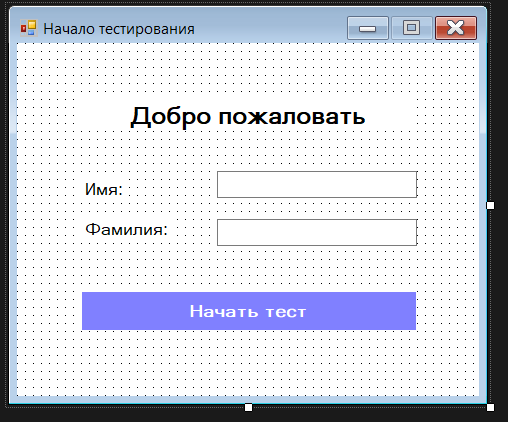 Начало тестирования
Добро пожаловать
Имя:
Фамилия:
Начать тест